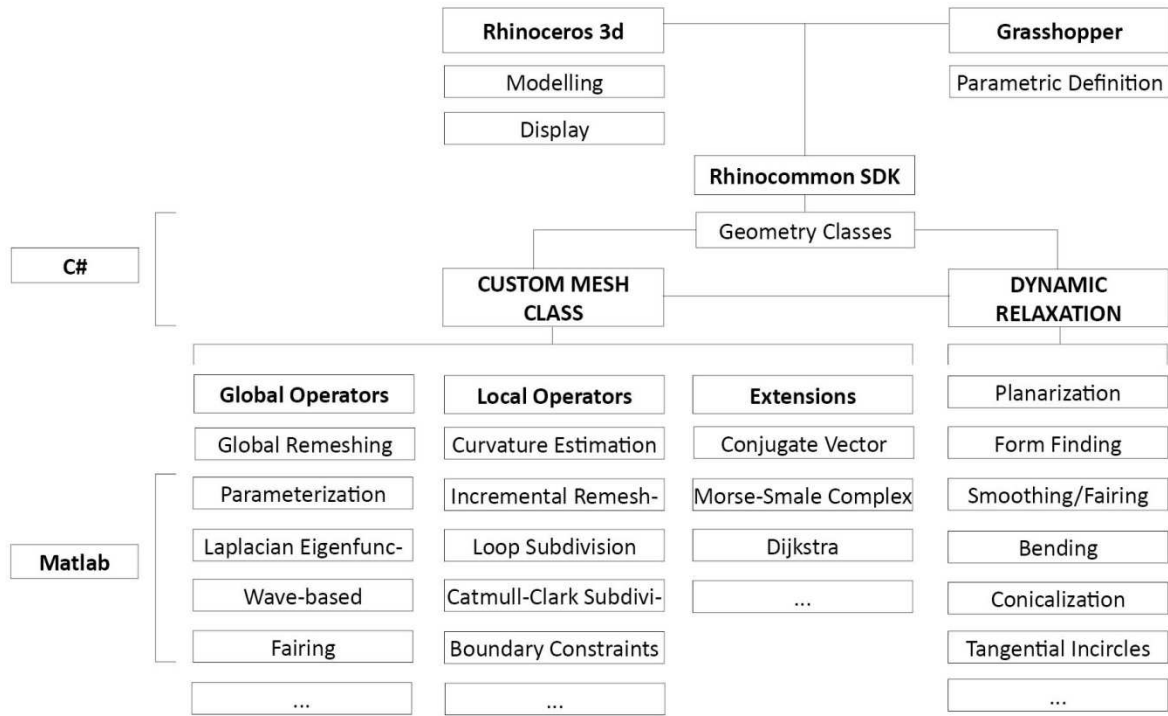 Rhinoceros 3d
Grasshopper
Modelling
Parametric Definition
Display
Rhinocommon SDK
Geometry Classes
C#
CUSTOM MESH
CLASS
DYNAMIC
RELAXATION
Global Operators
Local Operators
Extensions
Planarization
Global Remeshing
Curvature Estimation
Conjugate Vector
Form Finding
Parameterization
Incremental Remesh-
Morse-Smale Complex
Smoothing/Fairing
Matlab
Laplacian Eigenfunc-
Loop Subdivision
Dijkstra
Bending
Wave-based
Catmull-Clark Subdivi-
...
Conicalization
Fairing
Boundary Constraints
Tangential Incircles
...
...
...